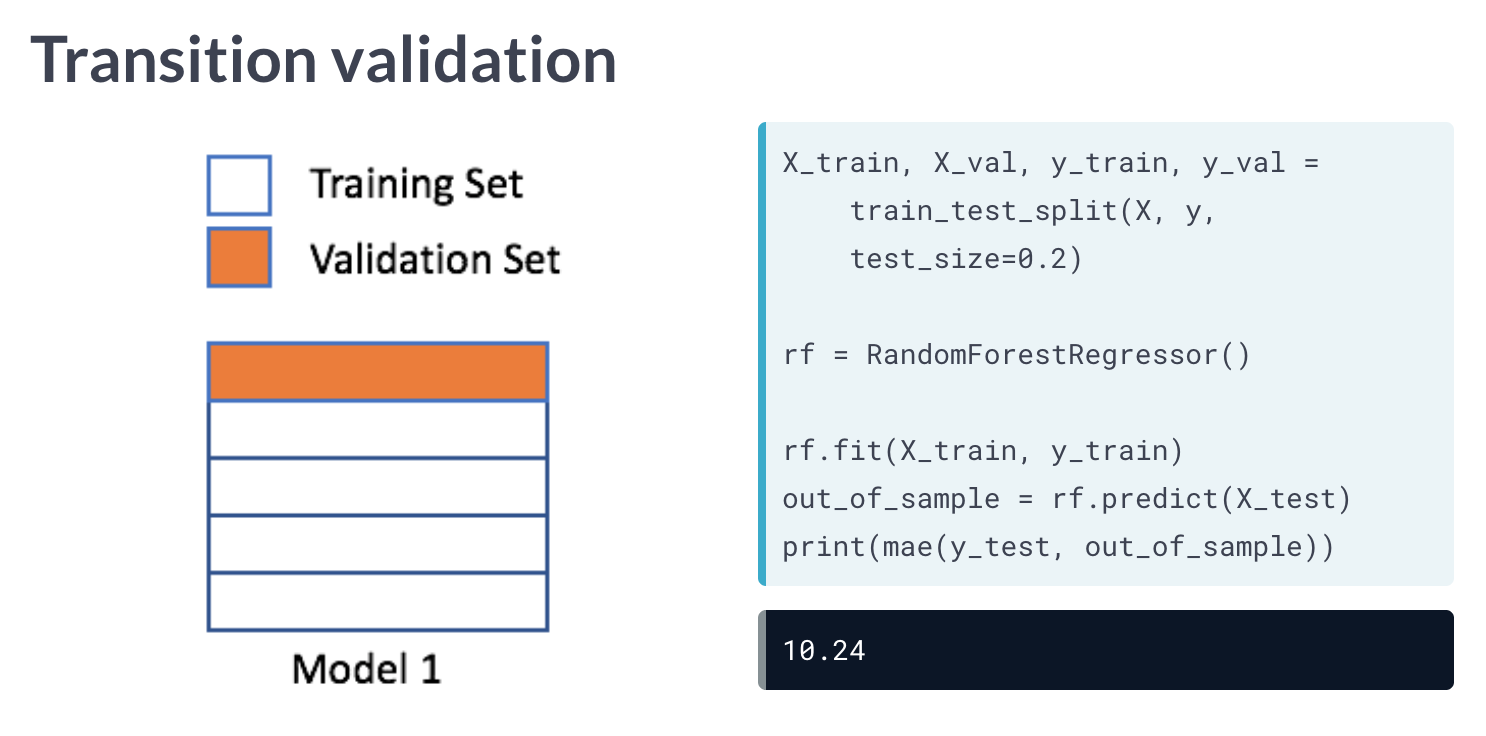 Transition validation
Training Set
Validation Set
Model 1
X_train, X_val, y_train, y_val =
    train_test_split(X, y,
    test_size=0.2)
rf = RandomForestRegressor()
rf.fit(X_train, y_train)
out_of_sample = rf.predict(X_test)
print(mae(y_test, out_of_sample))
10.24